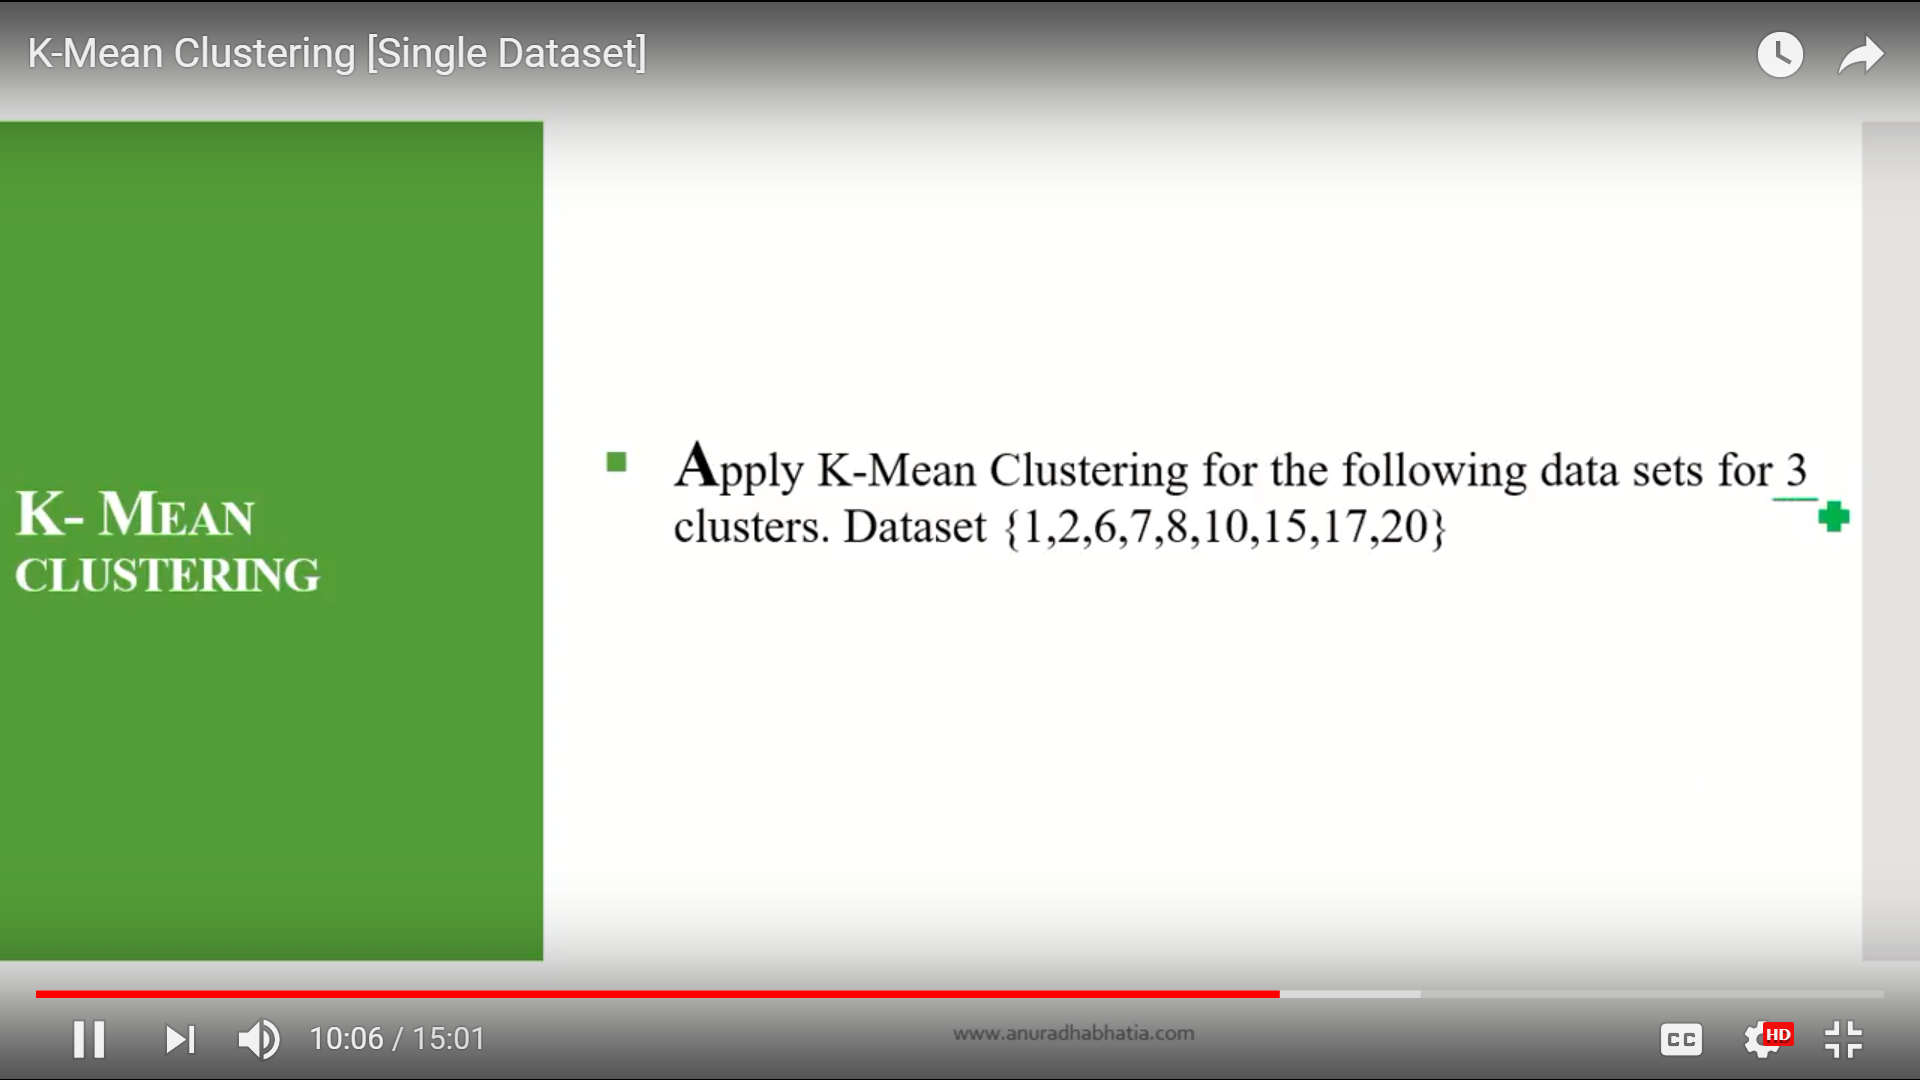 K-Mean Clustering [Single Dataset]
K- MEAN
CLUSTERING
Apply K-Mean Clustering for the following data sets for 3
clusters. Dataset {1,2,6,7,8,10,15,17,20}
10:06 / 15:01
www.anuradhabhatia.com
CC
HD